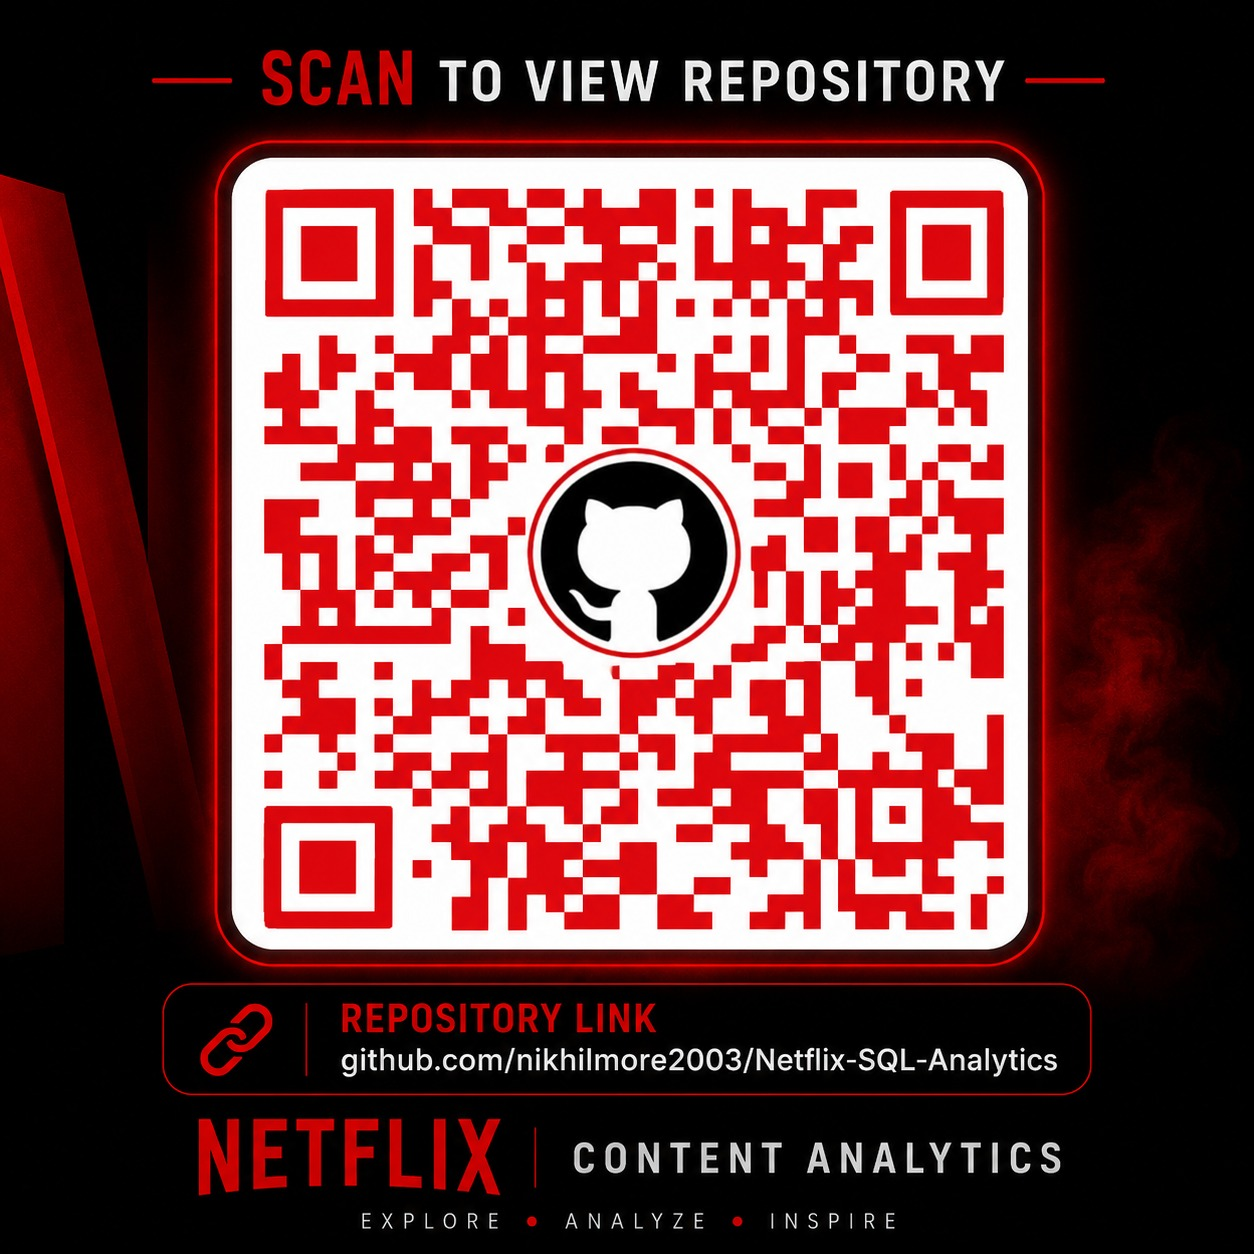 SCAN TO VIEW REPOSITORY
REPOSITORY LINK
github.com/nikhilmore2003/Netflix-SQL-Analytics
NETFLIX | CONTENT ANALYTICS
EXPLORE • ANALYZE • INSPIRE